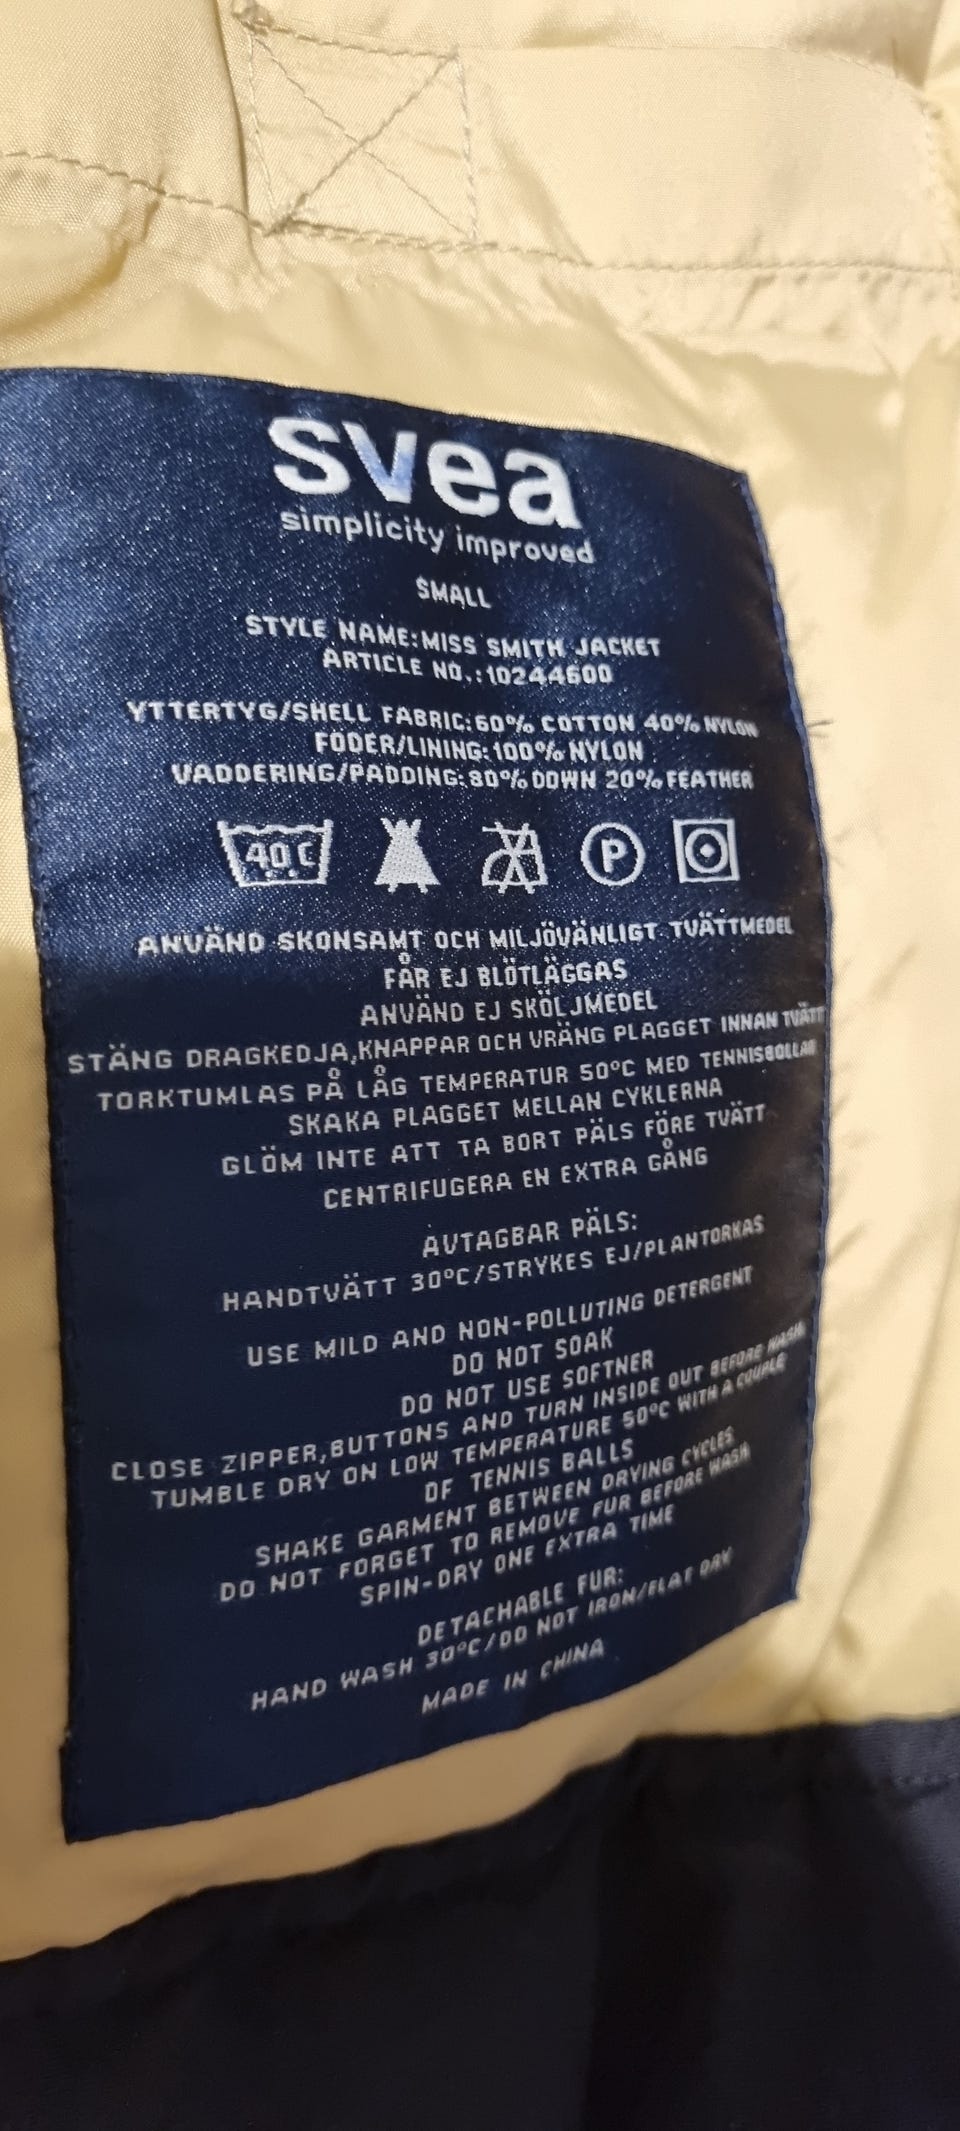 svea
simplicity improved
SMALL
STYLE NAME:MISS SMITH JACKET
ARTICLE NO.:10244600
YTTERTYG/SHELL FABRIC:60% COTTON 40% NYLON
FODER/LINING:100% NYLON
VADDERING/PADDING:80% DOWN 20% FEATHER
40 C P
ANVÄND SKONSAMT OCH MILJÖVÄNLIGT TVÄTTMEDEL
FÅR EJ BLÖTLÄGGAS
ANVÄND EJ SKÖLJMEDEL
STÄNG DRAGKEDJA,KNAPPAR OCH VRÄNG PLAGGET INNAN TVÄTT
TORKTUMLAS PÅ LÅG TEMPERATUR 50°C MED TENNISBOLLAR
SKAKA PLAGGET MELLAN CYKLERNA
GLÖM INTE ATT TA BORT PÄLS FÖRE TVÄTT
CENTRIFUGERA EN EXTRA GÅNG
AVTAGBAR PÄLS:
HANDTVÄTT 30°C/STRYKES EJ/PLANTORKAS
USE MILD AND NON-POLLUTING DETERGENT
DO NOT SOAK
DO NOT USE SOFTNER
CLOSE ZIPPER,BUTTONS AND TURN INSIDE OUT BEFORE WASH
TUMBLE DRY ON LOW TEMPERATURE 50°C WITH A COUPLE
OF TENNIS BALLS
SHAKE GARMENT BETWEEN DRYING CYCLES
DO NOT FORGET TO REMOVE FUR BEFORE WASH
SPIN-DRY ONE EXTRA TIME
DETACHABLE FUR:
HAND WASH 30°C/DO NOT IRON/FLAT DRY
MADE IN CHINA